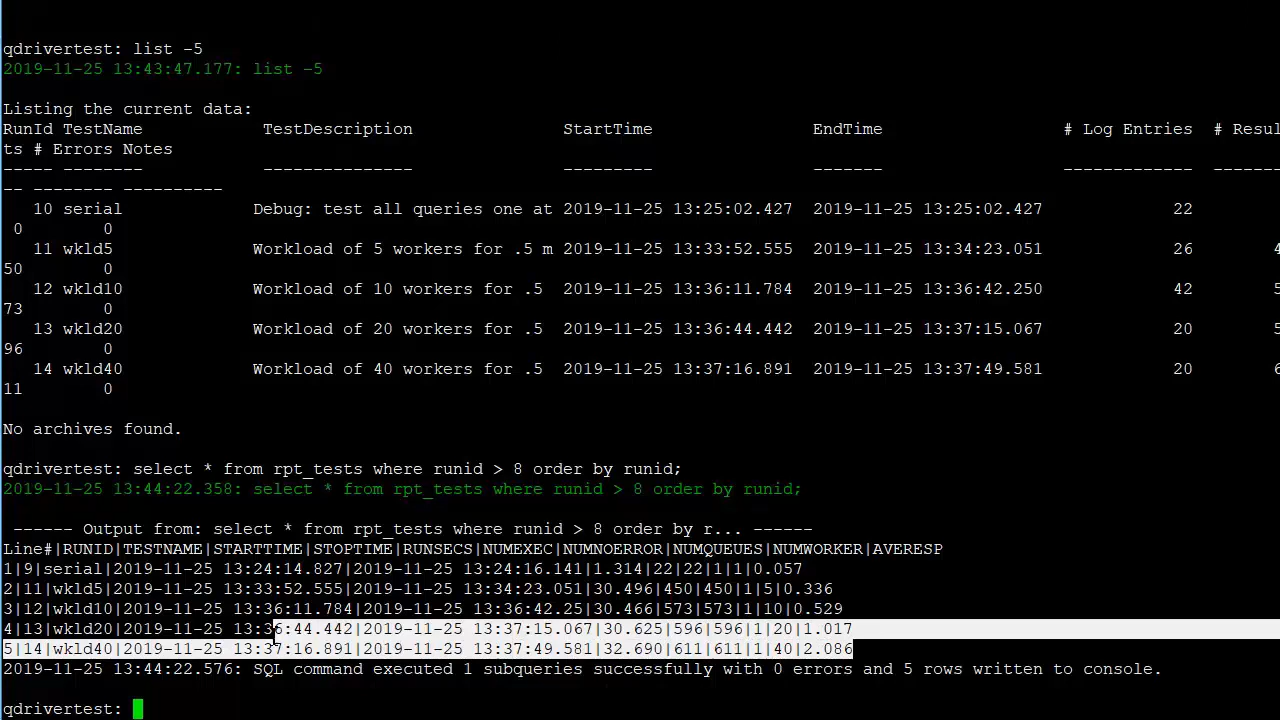 qdrivertest: list -5
2019-11-25 13:43:47.177: list -5
Listing the current data:
RunId TestName TestDescription StartTime EndTime # Log Entries # Resul
ts # Errors Notes
----- -------- --------------- --------- ------- ------------- -------
-- -------- ----------
10 serial Debug: test all queries one at 2019-11-25 13:25:02.427 2019-11-25 13:25:02.427 22
0 0
11 wkld5 Workload of 5 workers for .5 m 2019-11-25 13:33:52.555 2019-11-25 13:34:23.051 26 4
50 0
12 wkld10 Workload of 10 workers for .5 2019-11-25 13:36:11.784 2019-11-25 13:36:42.250 42 5
73 0
13 wkld20 Workload of 20 workers for .5 2019-11-25 13:36:44.442 2019-11-25 13:37:15.067 20 5
96 0
14 wkld40 Workload of 40 workers for .5 2019-11-25 13:37:16.891 2019-11-25 13:37:49.581 20 6
11 0
No archives found.
qdrivertest: select * from rpt_tests where runid > 8 order by runid;
2019-11-25 13:44:22.358: select * from rpt_tests where runid > 8 order by runid;
------ Output from: select * from rpt_tests where runid > 8 order by r... ------
Line#|RUNID|TESTNAME|STARTTIME|STOPTIME|RUNSECS|NUMEXEC|NUMNOERROR|NUMQUEUES|NUMWORKER|AVERESP
1|9|serial|2019-11-25 13:24:14.827|2019-11-25 13:24:16.141|1.314|22|22|1|1|0.057
2|11|wkld5|2019-11-25 13:33:52.555|2019-11-25 13:34:23.051|30.496|450|450|1|5|0.336
3|12|wkld10|2019-11-25 13:36:11.784|2019-11-25 13:36:42.25|30.466|573|573|1|10|0.529
4|13|wkld20|2019-11-25 13:36:44.442|2019-11-25 13:37:15.067|30.625|596|596|1|20|1.017
5|14|wkld40|2019-11-25 13:37:16.891|2019-11-25 13:37:49.581|32.690|611|611|1|40|2.086
2019-11-25 13:44:22.576: SQL command executed 1 subqueries successfully with 0 errors and 5 rows written to console.
qdrivertest: